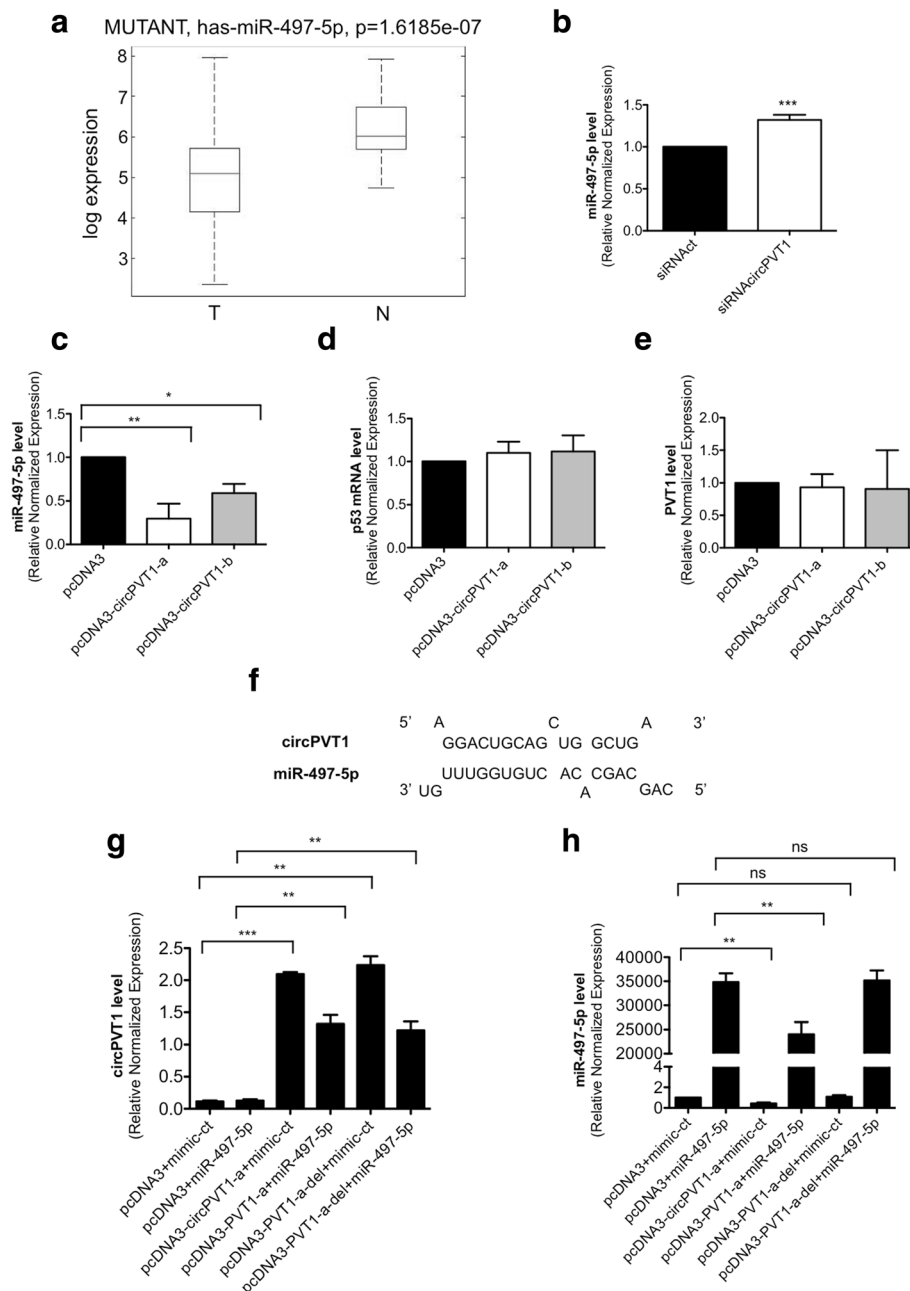 a
MUTANT, has-miR-497-5p, p=1.6185e-07
log expression
8
7
6
5
4
3
T
N
b
miR-497-5p level
(Relative Normalized Expression)
1.5
1.0
0.5
0.0
***
siRNAct
siRNAcircPVT1
c
miR-497-5p level
(Relative Normalized Expression)
1.5
1.0
0.5
0.0
*
**
pcDNA3
pcDNA3-circPVT1-a
pcDNA3-circPVT1-b
d
p53 mRNA level
(Relative Normalized Expression)
1.5
1.0
0.5
0.0
pcDNA3
pcDNA3-circPVT1-a
pcDNA3-circPVT1-b
e
PVT1 level
(Relative Normalized Expression)
2.0
1.5
1.0
0.5
0.0
pcDNA3
pcDNA3-circPVT1-a
pcDNA3-circPVT1-b
f
5' A C A 3'
circPVT1 GGACUGCAG UG GCUG
miR-497-5p UUUGGUGUC AC CGAC
3' UG A GAC 5'
g
circPVT1 level
(Relative Normalized Expression)
**
**
**
***
2.5
2.0
1.5
1.0
0.5
0.0
pcDNA3+mimic-ct
pcDNA3+miR-497-5p
pcDNA3-circPVT1-a+mimic-ct
pcDNA3-PVT1-a+miR-497-5p
pcDNA3-PVT1-a-del+mimic-ct
pcDNA3-PVT1-a-del+miR-497-5p
h
miR-497-5p level
(Relative Normalized Expression)
ns
ns
**
**
40000
35000
30000
25000
20000
4
2
0
pcDNA3+mimic-ct
pcDNA3+miR-497-5p
pcDNA3-circPVT1-a+mimic-ct
pcDNA3-PVT1-a+miR-497-5p
pcDNA3-PVT1-a-del+mimic-ct
pcDNA3-PVT1-a-del+miR-497-5p